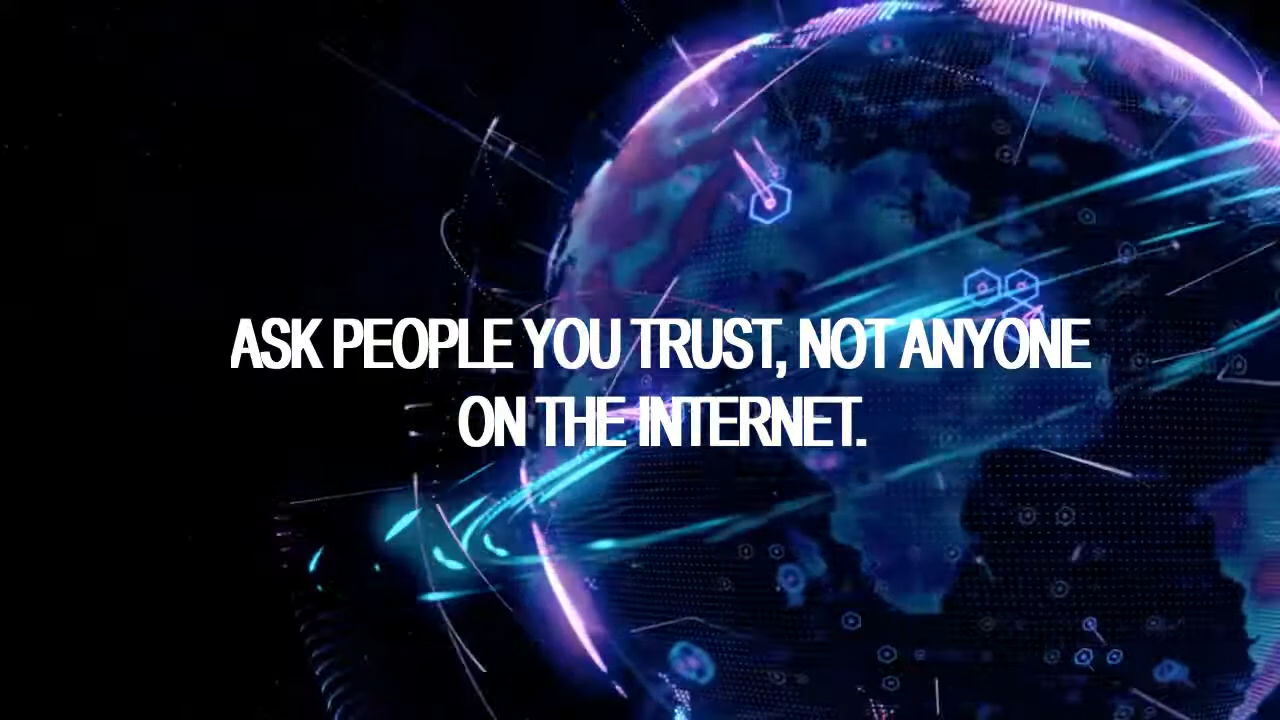 ASK PEOPLE YOU TRUST, NOT ANYONE
ON THE INTERNET.